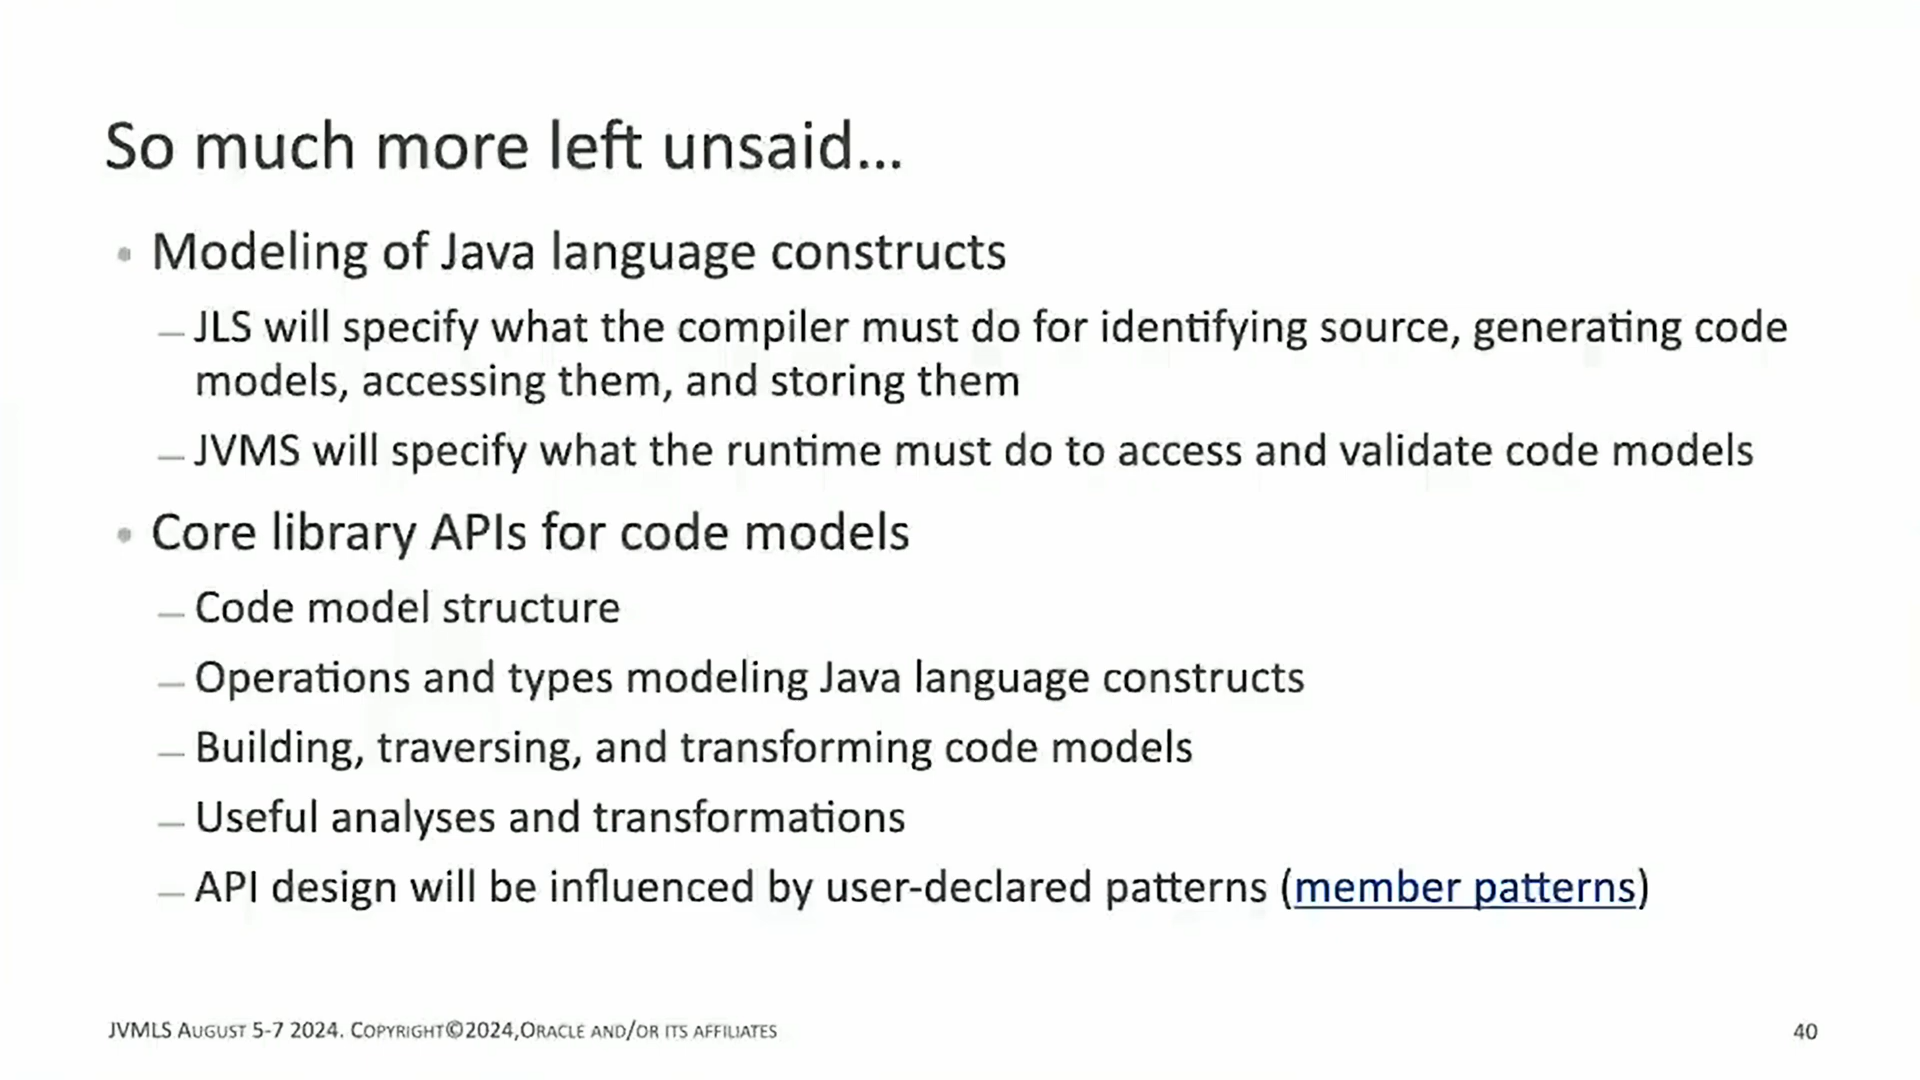 So much more left unsaid...
• Modeling of Java language constructs
– JLS will specify what the compiler must do for identifying source, generating code
models, accessing them, and storing them
– JVMS will specify what the runtime must do to access and validate code models
• Core library APIs for code models
– Code model structure
– Operations and types modeling Java language constructs
– Building, traversing, and transforming code models
– Useful analyses and transformations
– API design will be influenced by user-declared patterns (member patterns)
JVMLS August 5-7 2024. Copyright©2024,Oracle and/or its affiliates
40